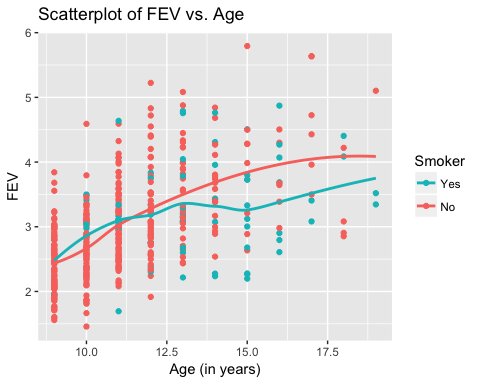 Scatterplot of FEV vs. Age
6
5
4
3
2
FEV
10.0 12.5 15.0 17.5
Age (in years)
Smoker
Yes
No